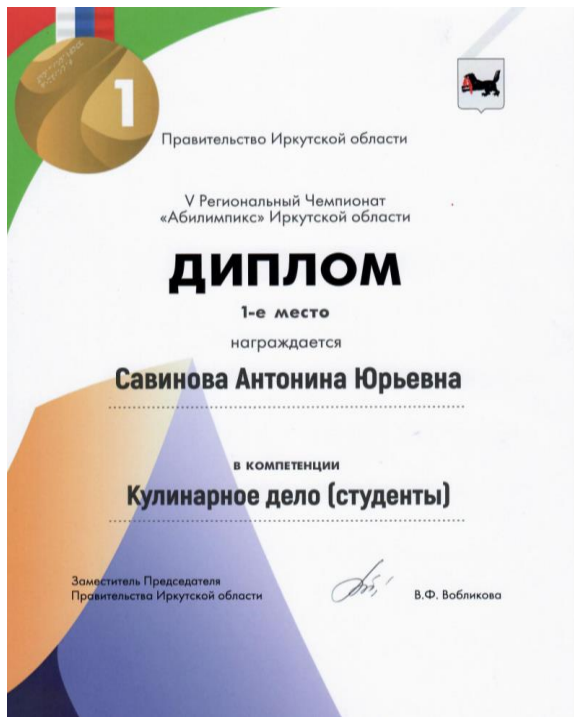 1
Правительство Иркутской области
V Региональный Чемпионат
«Абилимпикс» Иркутской области
ДИПЛОМ
1-е место
награждается
Савинова Антонина Юрьевна
в компетенции
Кулинарное дело (студенты)
Заместитель Председателя
Правительства Иркутской области
В.Ф. Вобликова